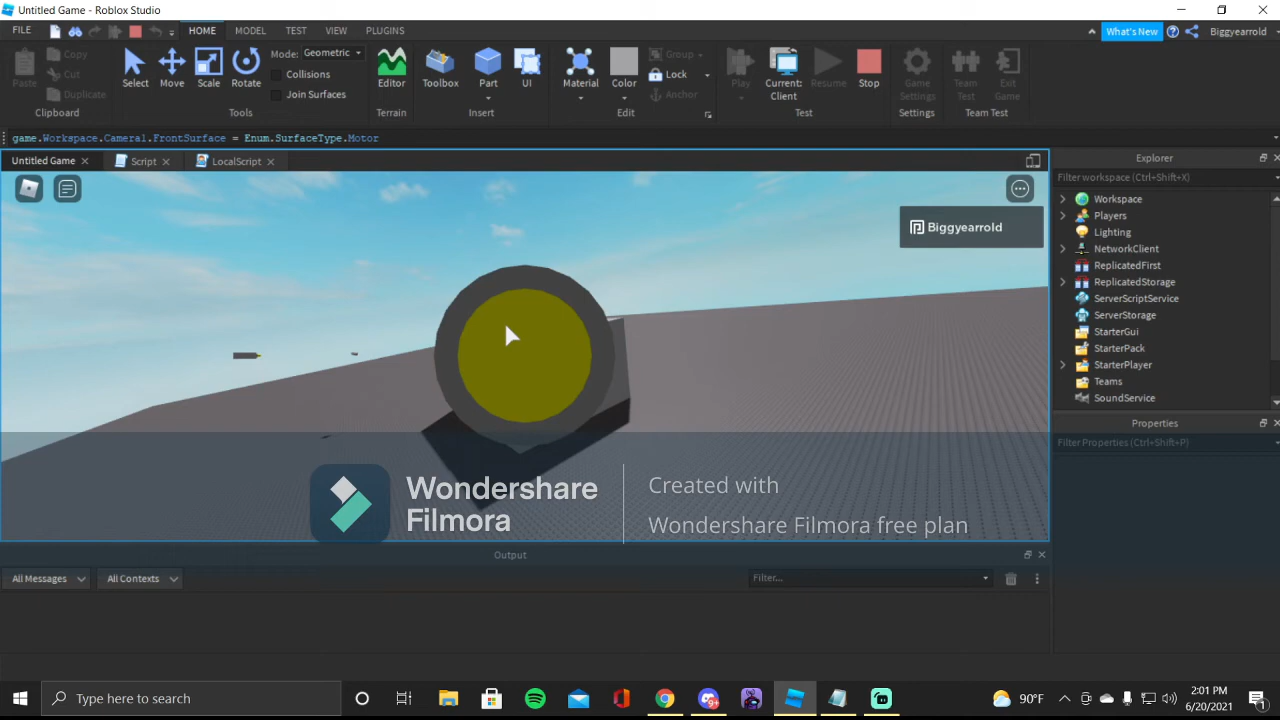 Untitled Game - Roblox Studio
FILE HOME MODEL TEST VIEW PLUGINS What's New Biggyearrold
Paste Copy Cut Duplicate Clipboard
Select Move Scale Rotate Mode: Geometric Collisions Join Surfaces Tools
Editor Terrain
Toolbox Part UI Insert
Material Color Group Lock Anchor Edit
Play Current: Client Resume Stop Test
Game Settings Settings
Team Test Exit Game Team Test
game.Workspace.Camera1.FrontSurface = Enum.SurfaceType.Motor
Untitled Game Script LocalScript
Biggyearrold
Explorer
Filter workspace (Ctrl+Shift+X)
Workspace
Players
Lighting
NetworkClient
ReplicatedFirst
ReplicatedStorage
ServerScriptService
ServerStorage
StarterGui
StarterPack
StarterPlayer
Teams
SoundService
Properties
Filter Properties (Ctrl+Shift+P)
Wondershare
Filmora
Created with
Wondershare Filmora free plan
Output
All Messages All Contexts Filter...
Type here to search 9+ 90°F 2:01 PM
6/20/2021 1